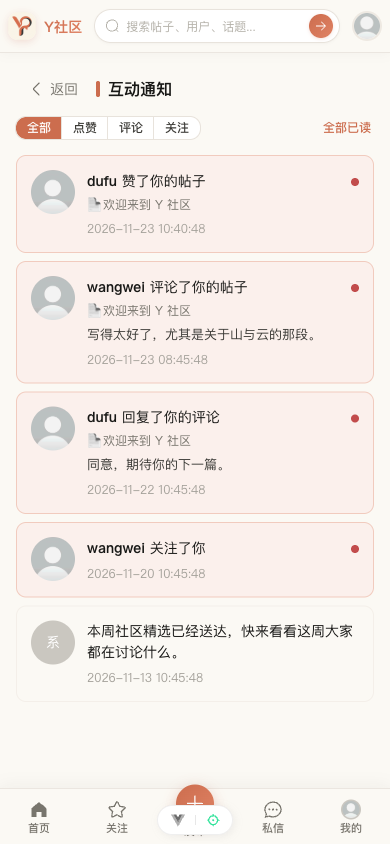 Y社区
搜索帖子、用户、话题...
返回
互动通知
全部
点赞
评论
关注
全部已读
dufu 赞了你的帖子
欢迎来到 Y 社区
2026-11-23 10:40:48
wangwei 评论了你的帖子
欢迎来到 Y 社区
写得太好了，尤其是关于山与云的那段。
2026-11-23 08:45:48
dufu 回复了你的评论
欢迎来到 Y 社区
同意，期待你的下一篇。
2026-11-22 10:45:48
wangwei 关注了你
2026-11-20 10:45:48
系
本周社区精选已经送达，快来看看这周大家
都在讨论什么。
2026-11-13 10:45:48
首页
关注
私信
我的